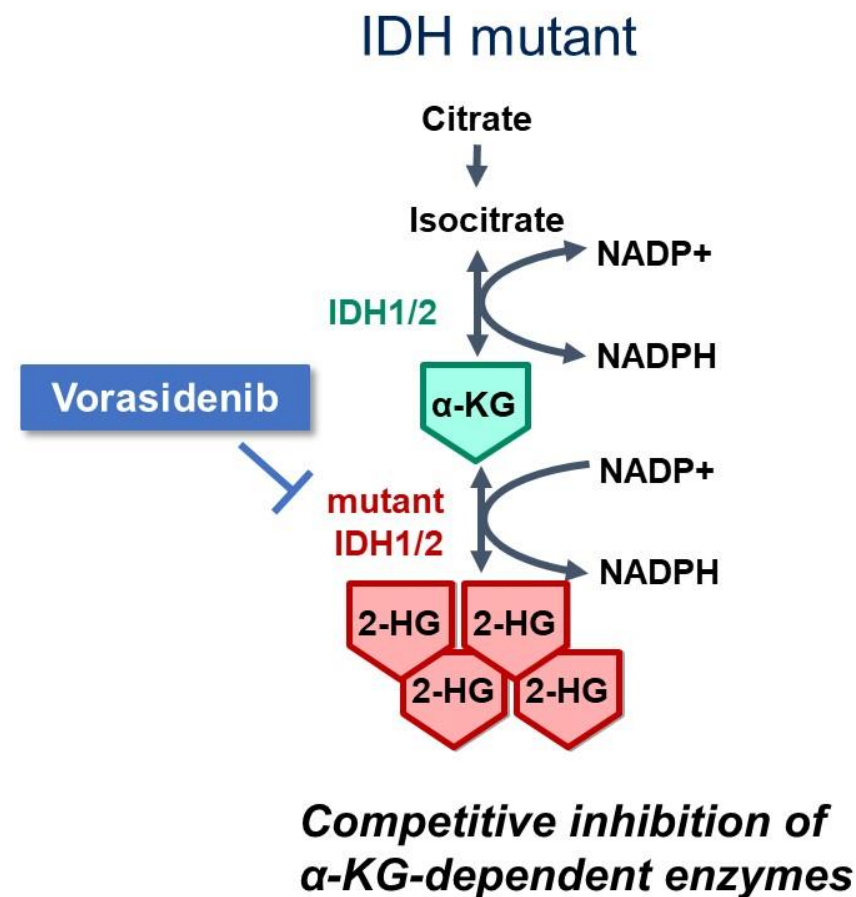 IDH mutant
Citrate
Isocitrate
NADP+
IDH1/2
NADPH
Vorasidenib
α-KG
NADP+
mutant
IDH1/2
NADPH
2-HG 2-HG
2-HG 2-HG
Competitive inhibition of
α-KG-dependent enzymes